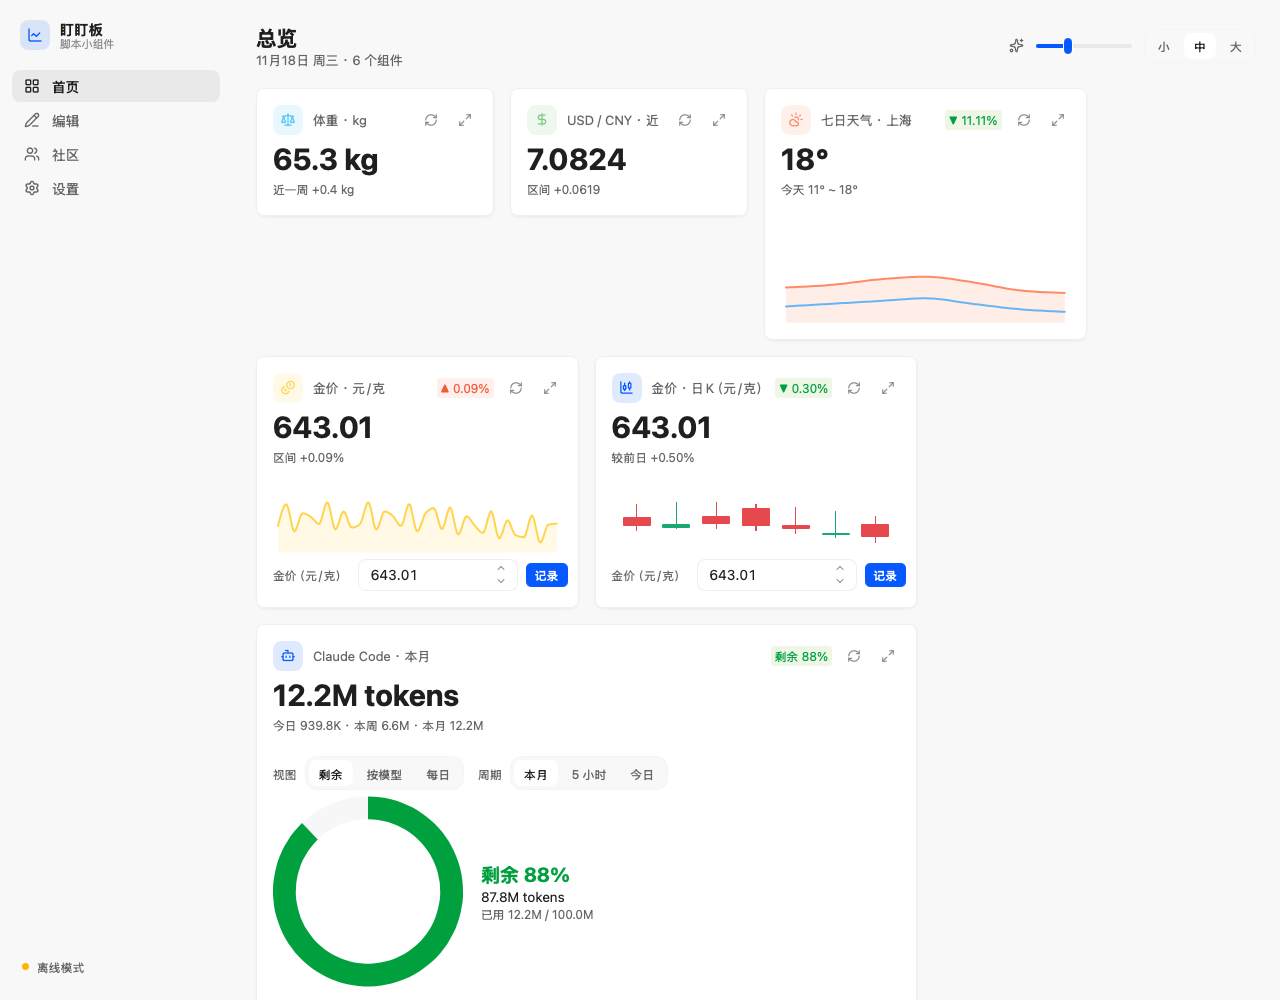 盯盯板
脚本小组件
首页
编辑
社区
设置
离线模式
总览
11月18日 周三 · 6 个组件
小 中 大
体重 · kg
65.3 kg
近一周 +0.4 kg
USD / CNY · 近
7.0824
区间 +0.0619
七日天气 · 上海
▼ 11.11%
18°
今天 11° ~ 18°
金价 · 元/克
▲ 0.09%
643.01
区间 +0.09%
金价 (元/克) 643.01 记录
金价 · 日K (元/克)
▼ 0.30%
643.01
较前日 +0.50%
金价 (元/克) 643.01 记录
Claude Code · 本月
剩余 88%
12.2M tokens
今日 939.8K · 本周 6.6M · 本月 12.2M
视图 剩余 按模型 每日 周期 本月 5 小时 今日
剩余 88%
87.8M tokens
已用 12.2M / 100.0M